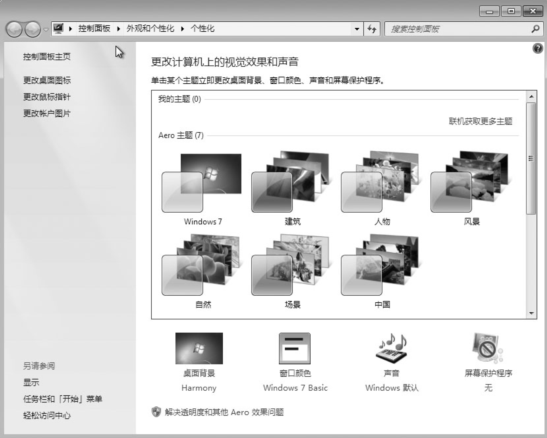 控制面板 外观和个性化 个性化 搜索控制面板
控制面板主页
更改桌面图标
更改鼠标指针
更改帐户图片
更改计算机上的视觉效果和声音
单击某个主题立即更改桌面背景、窗口颜色、声音和屏幕保护程序。
我的主题 (0)
联机获取更多主题
Aero 主题 (7)
Windows 7 建筑 人物 风景
自然 场景 中国
桌面背景 窗口颜色 声音 屏幕保护程序
Harmony Windows 7 Basic Windows 默认 无
解决透明度和其他 Aero 效果问题
另请参阅
显示
任务栏和「开始」菜单
轻松访问中心